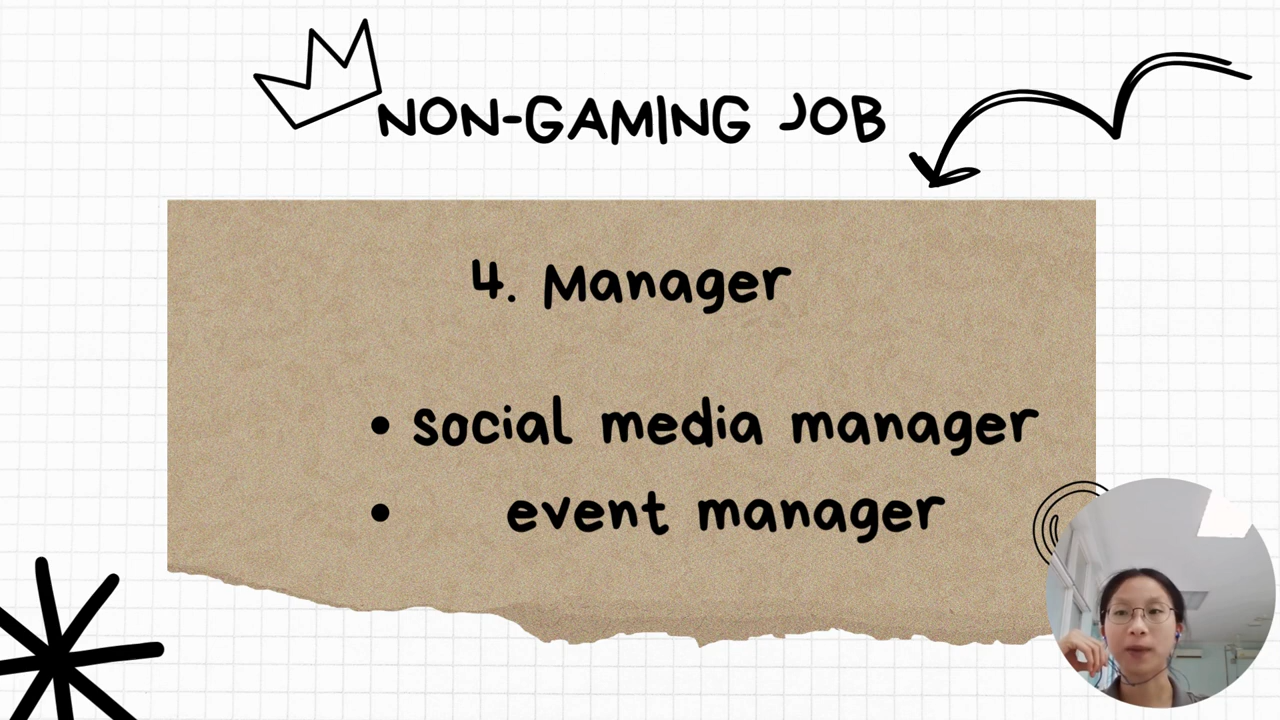 NON-GAMING JOB
4. Manager
• social media manager
• event manager